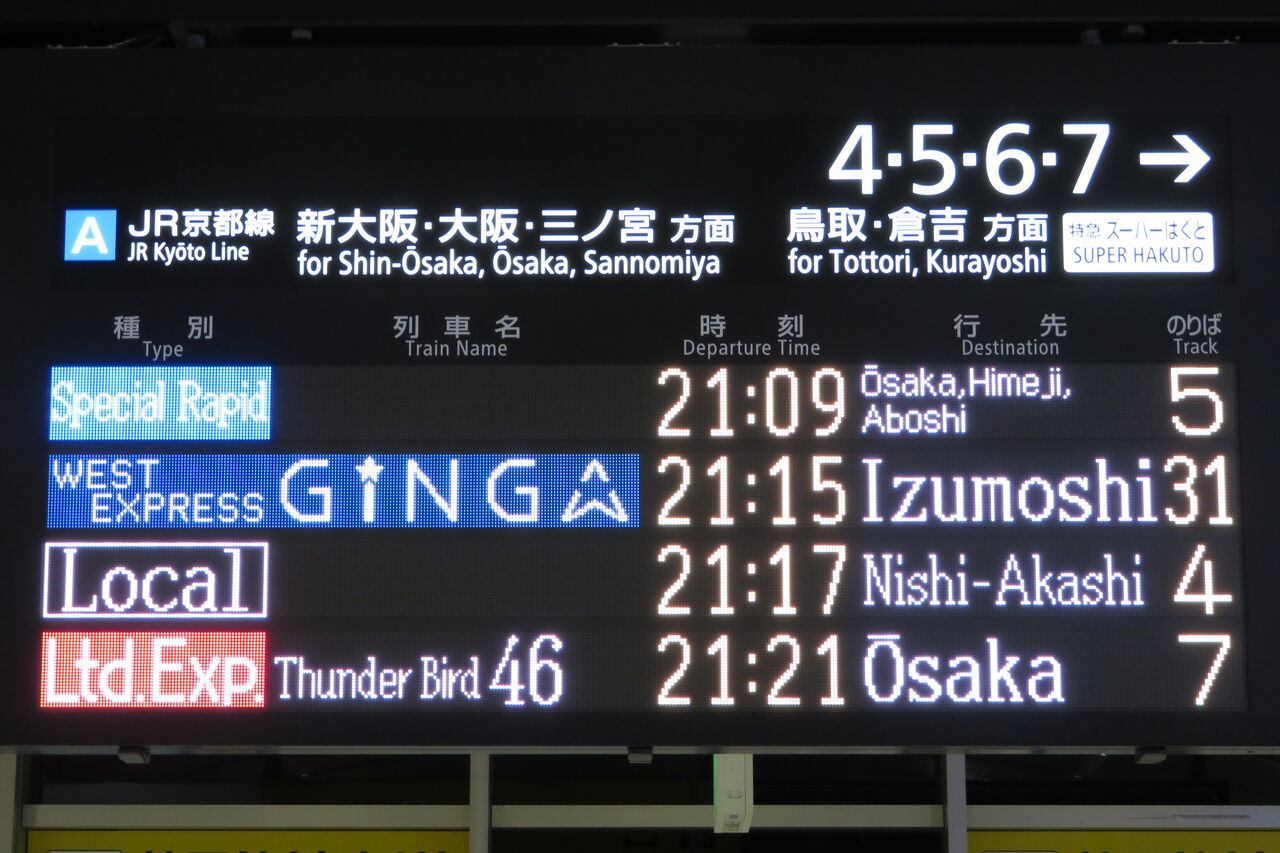 4·5·6·7 →
A JR京都線 新大阪・大阪・三ノ宮 方面 鳥取・倉吉 方面 特急 スーパーはくと
JR Kyōto Line for Shin-Ōsaka, Ōsaka, Sannomiya for Tottori, Kurayoshi SUPER HAKUTO
種別 列車名 時刻 行先 のりば
Type Train Name Departure Time Destination Track
Special Rapid 21:09 Ōsaka,Himeji, Aboshi 5
WEST EXPRESS GINGA 21:15 Izumoshi 31
Local 21:17 Nishi-Akashi 4
Ltd.Exp. Thunder Bird 46 21:21 Ōsaka 7